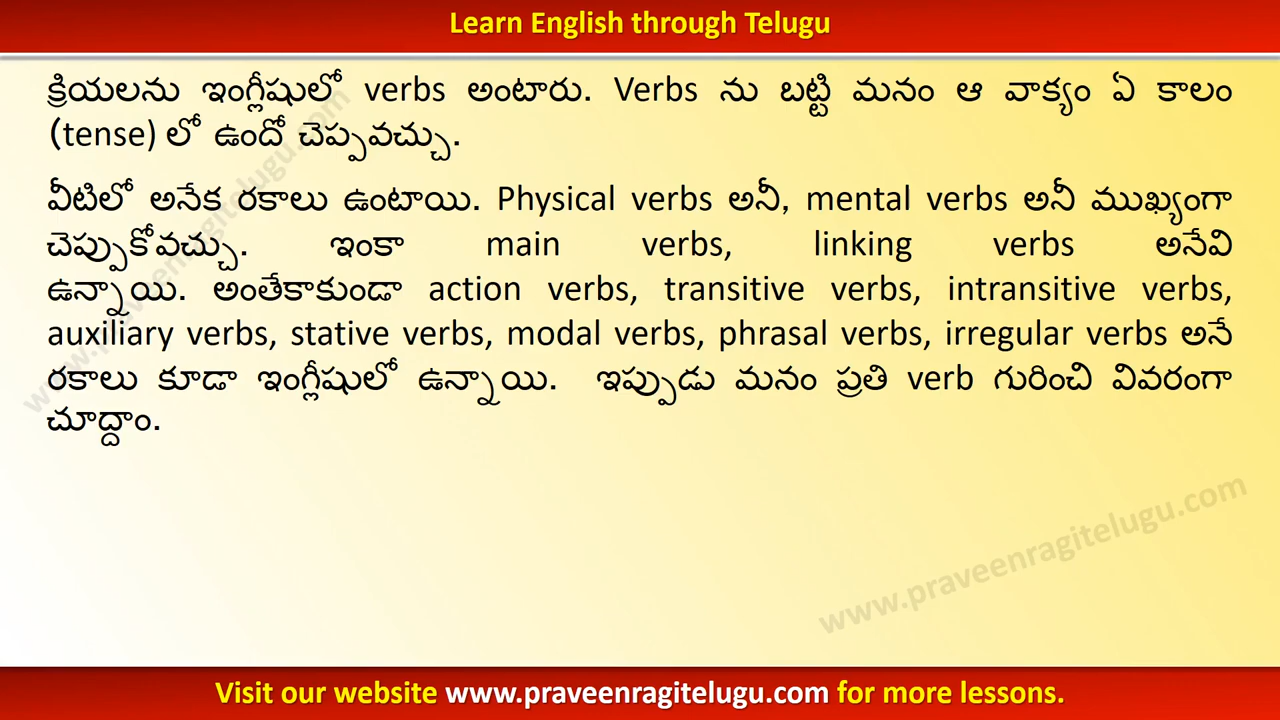 Learn English through Telugu
క్రియలను ఇంగ్లీషులో verbs అంటారు. Verbs ను బట్టి మనం ఆ వాక్యం ఏ కాలం
(tense) లో ఉందో చెప్పవచ్చు.
వీటిలో అనేక రకాలు ఉంటాయి. Physical verbs అనీ, mental verbs అనీ ముఖ్యంగా
చెప్పుకోవచ్చు. ఇంకా main verbs, linking verbs అనేవి
ఉన్నాయి. అంతేకాకుండా action verbs, transitive verbs, intransitive verbs,
auxiliary verbs, stative verbs, modal verbs, phrasal verbs, irregular verbs అనే
రకాలు కూడా ఇంగ్లీషులో ఉన్నాయి. ఇప్పుడు మనం ప్రతి verb గురించి వివరంగా
చూద్దాం.
www.praveenragitelugu.com
www.praveenragitelugu.com
Visit our website www.praveenragitelugu.com for more lessons.